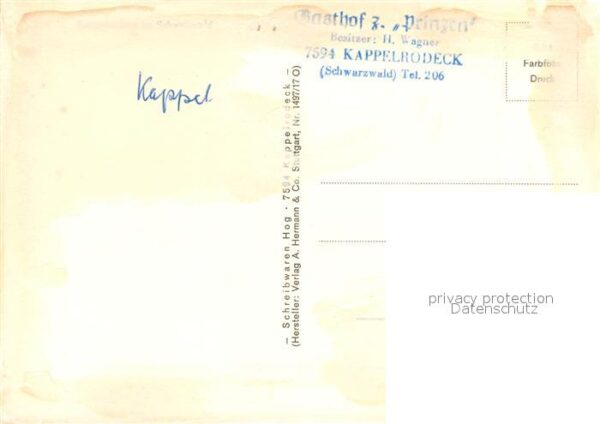 Kappel
Gasthof z. „Prinzen"
Besitzer: H. Wagner
7594 KAPPELRODECK
(Schwarzwald) Tel. 206
Farbfoto
Druck
— Schreibwaren Hog · 7594 Kappelrodeck —
(Hersteller: Verlag A. Hermann & Co. Stuttgart, Nr. 1497/17 O)
privacy protection
Datenschutz